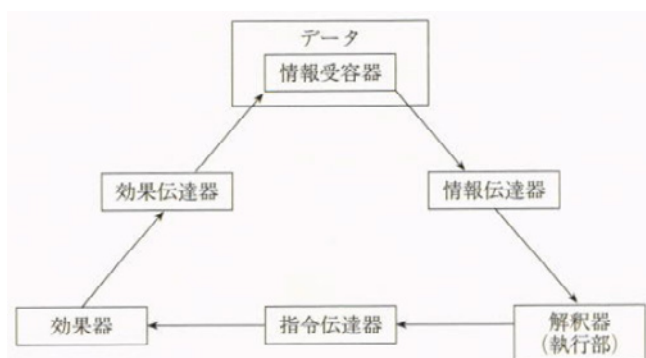 データ
情報受容器
効果伝達器
情報伝達器
効果器
指令伝達器
解釈器
(執行部)